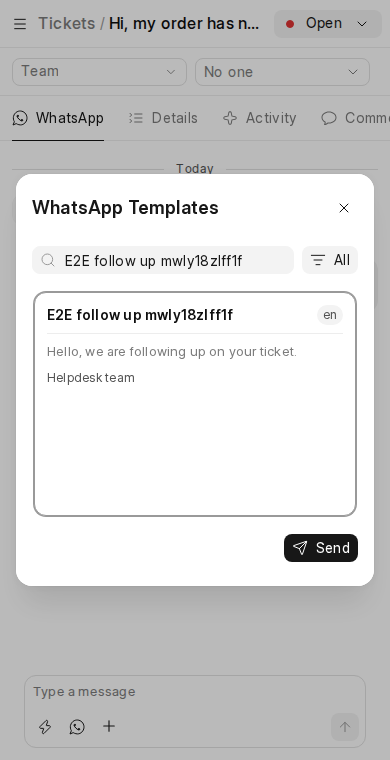 Tickets / Hi, my order has n...
Open
Team
No one
WhatsApp
Details
Activity
Comme
Today
WhatsApp Templates
E2E follow up mwly18zlff1f
All
E2E follow up mwly18zlff1f
en
Hello, we are following up on your ticket.
Helpdesk team
Send
Type a message